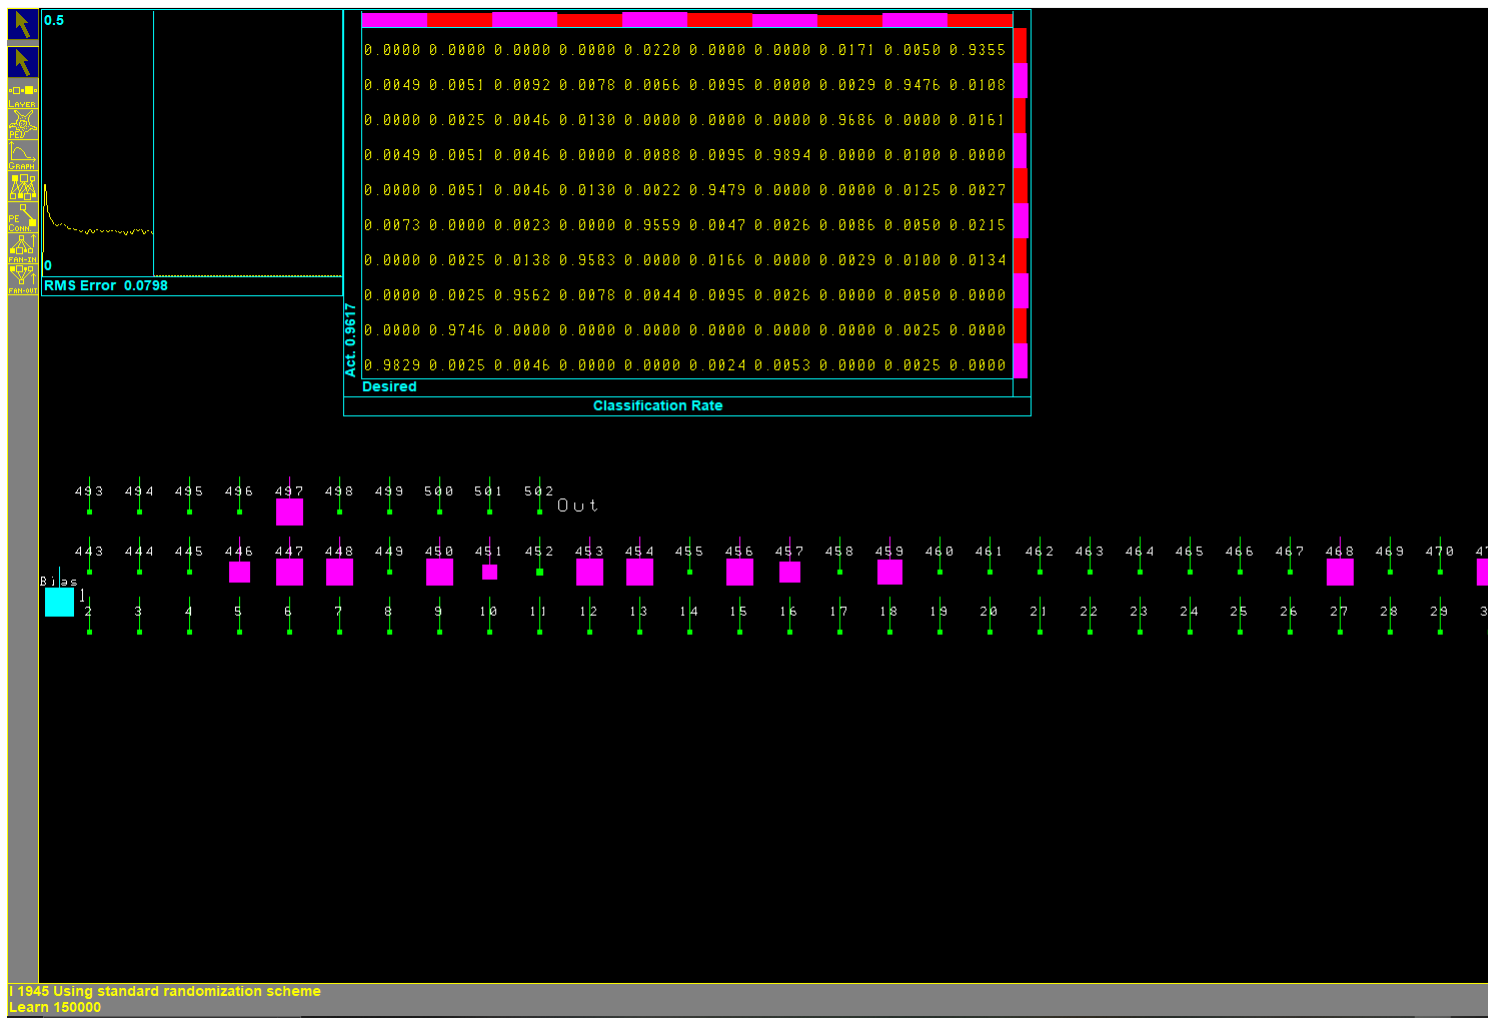 0.5
0
RMS Error 0.0798
LAYER
PE
GRAPH
PE
CONN.
FAN-IN
FAN-OUT
0.0000 0.0000 0.0000 0.0000 0.0220 0.0000 0.0000 0.0171 0.0050 0.9355
0.0049 0.0051 0.0092 0.0078 0.0066 0.0095 0.0000 0.0029 0.9476 0.0108
0.0000 0.0025 0.0046 0.0130 0.0000 0.0000 0.0000 0.9686 0.0000 0.0161
0.0049 0.0051 0.0046 0.0000 0.0088 0.0095 0.9894 0.0000 0.0100 0.0000
0.0000 0.0051 0.0046 0.0130 0.0022 0.9479 0.0000 0.0000 0.0125 0.0027
0.0073 0.0000 0.0023 0.0000 0.9559 0.0047 0.0026 0.0086 0.0050 0.0215
0.0000 0.0025 0.0138 0.9583 0.0000 0.0166 0.0000 0.0029 0.0100 0.0134
0.0000 0.0025 0.9562 0.0078 0.0044 0.0095 0.0026 0.0000 0.0050 0.0000
0.0000 0.9746 0.0000 0.0000 0.0000 0.0000 0.0000 0.0000 0.0025 0.0000
0.9829 0.0025 0.0046 0.0000 0.0000 0.0024 0.0053 0.0000 0.0025 0.0000
Act. 0.9617
Desired
Classification Rate
493 494 495 496 497 498 499 500 501 502 Out
443 444 445 446 447 448 449 450 451 452 453 454 455 456 457 458 459 460 461 462 463 464 465 466 467 468 469 470
Bias
1 2 3 4 5 6 7 8 9 10 11 12 13 14 15 16 17 18 19 20 21 22 23 24 25 26 27 28 29
I 1945 Using standard randomization scheme
Learn 150000